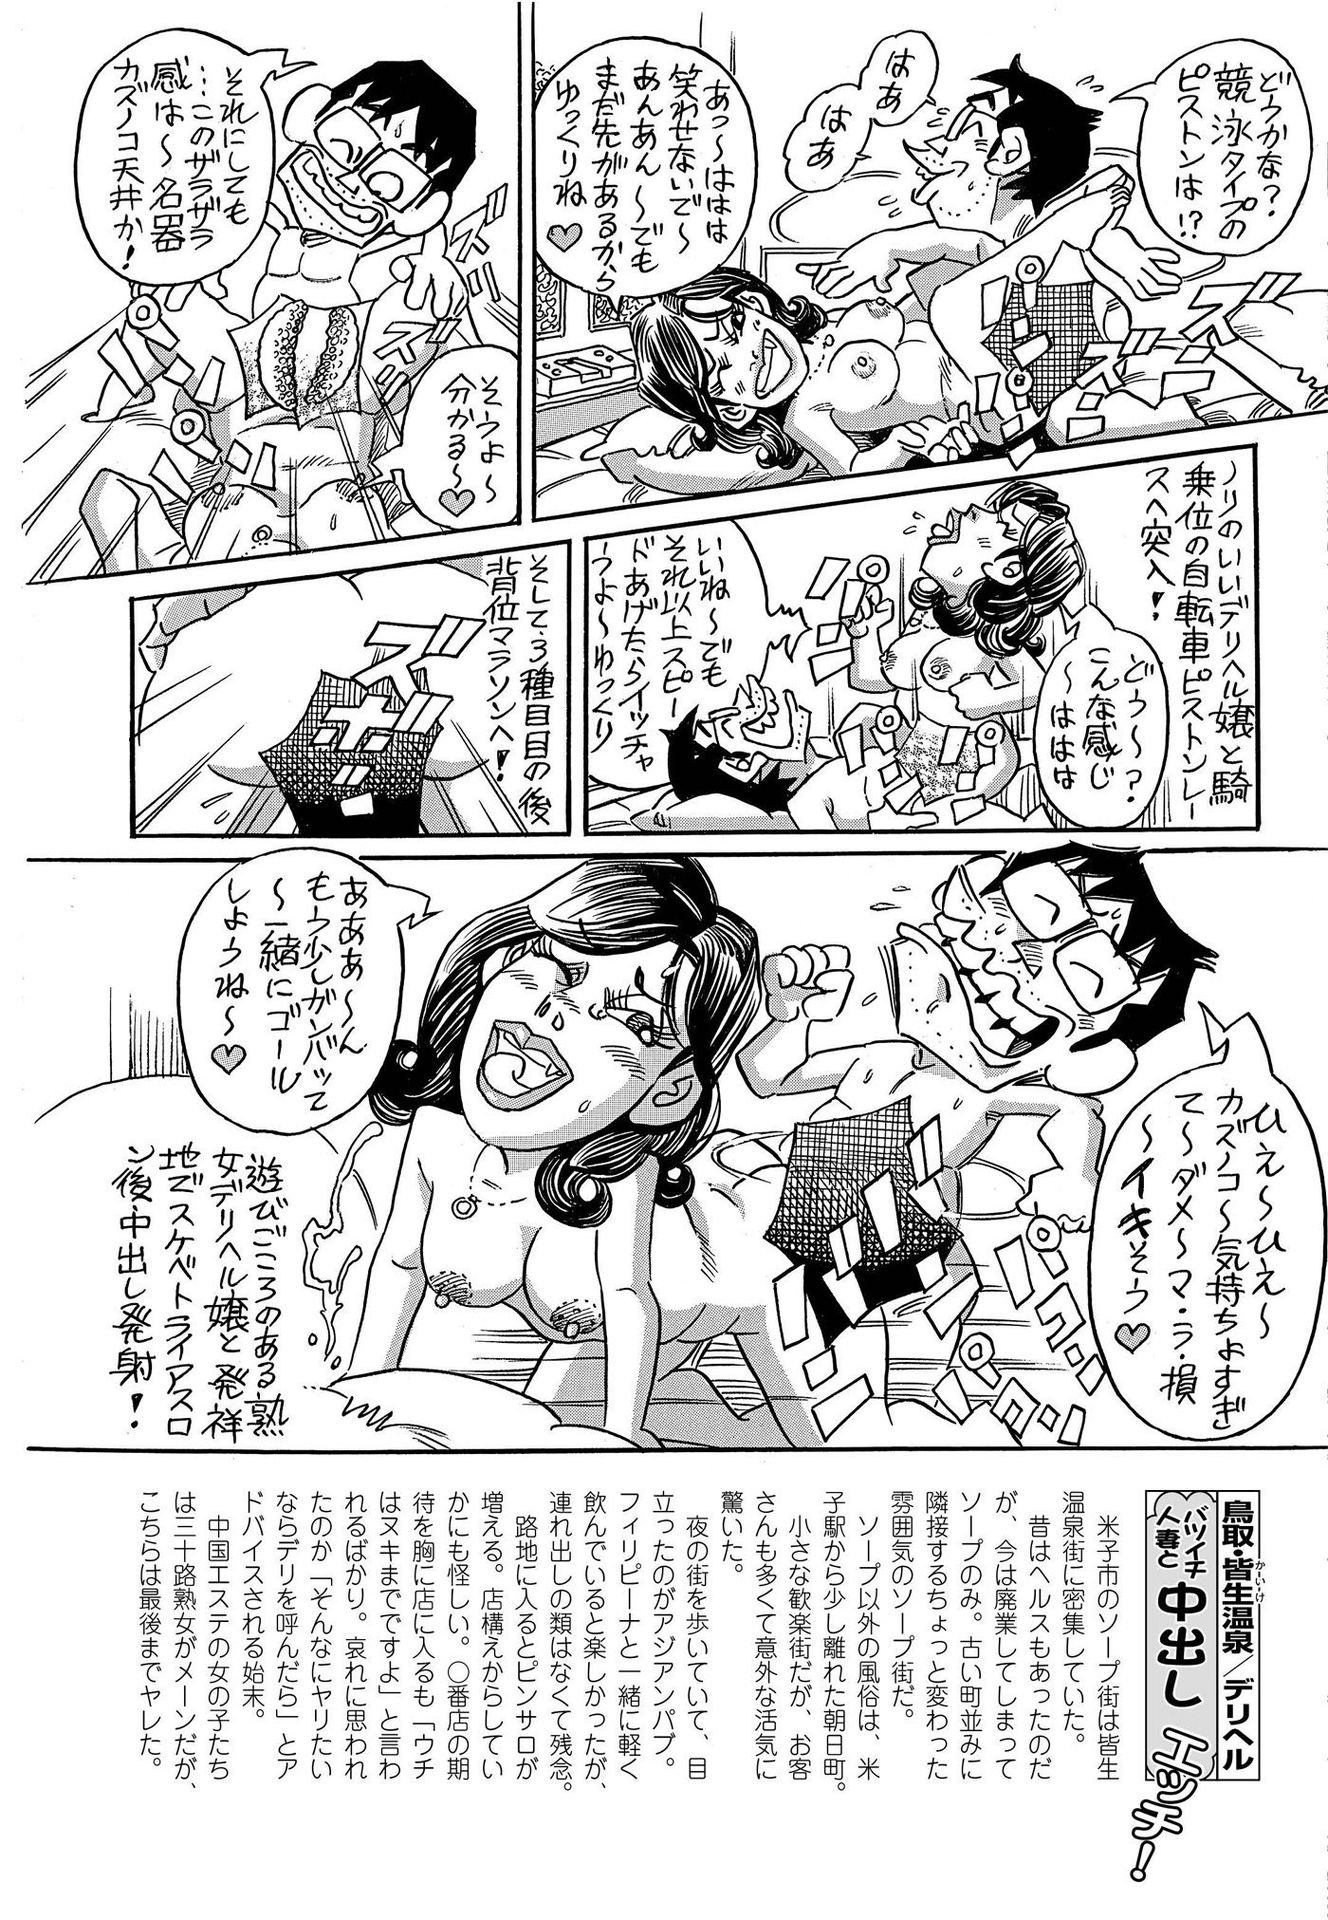 どうかな?
競泳タイプの
ピストンは!?
はあ
はあ
あっ〜ははは
笑わせないで〜
あんあん〜でも
まだ先があるから
ゆっくりね♡
それにしても
…このザラザラ
感は〜名器
カズノコ天井か!
そうよ〜
分かる〜♡
ノリのいいデリヘル嬢と騎
乗位の自転車ピストンレー
スへ突入!
どう〜?
こんな感じ
〜はは
いいね〜でも
それ以上スピー
ドあげたらイッチャ
うよ〜ゆっくり
そして、3種目目の後
背位マラソンへ!
ズボ
ひえ〜ひえ〜
カズノコ〜気持ちよすぎ
て〜ダメ〜マ・ラ・損
〜イキそう♡
あああ〜ん
もう少しガンバッて
〜一緒にゴール
しようね〜♡
遊びごころのある熟
女デリヘル嬢と発祥
地でスケベトライアスロ
ン後、中出し発射!
鳥取・皆生温泉/デリヘル
かいけ
バツイチ
人妻と
中出し
エッチ!
米子市のソープ街は皆生
温泉街に密集していた。
昔はヘルスもあったのだ
が、今は廃業してしまって
ソープのみ。古い町並みに
隣接するちょっと変わった
雰囲気のソープ街だ。
ソープ以外の風俗は、米
子駅から少し離れた朝日町。
小さな歓楽街だが、お客
さんも多くて意外な活気に
驚いた。
夜の街を歩いていて、目
立ったのがアジアンパブ。
フィリピーナと一緒に軽く
飲んでいると楽しかったが、
連れ出しの類はなくて残念。
路地に入るとピンサロが
増える。店構えからしてい
かにも怪しい。〇番店の期
待を胸に店に入るも「ウチ
はヌキまでですよ」と言わ
れるばかり。哀れに思われ
たのか「そんなにヤリたい
ならデリを呼んだら」とア
ドバイスされる始末。
中国エステの女の子たち
は三十路熟女がメーンだが、
こちらは最後までヤレた。